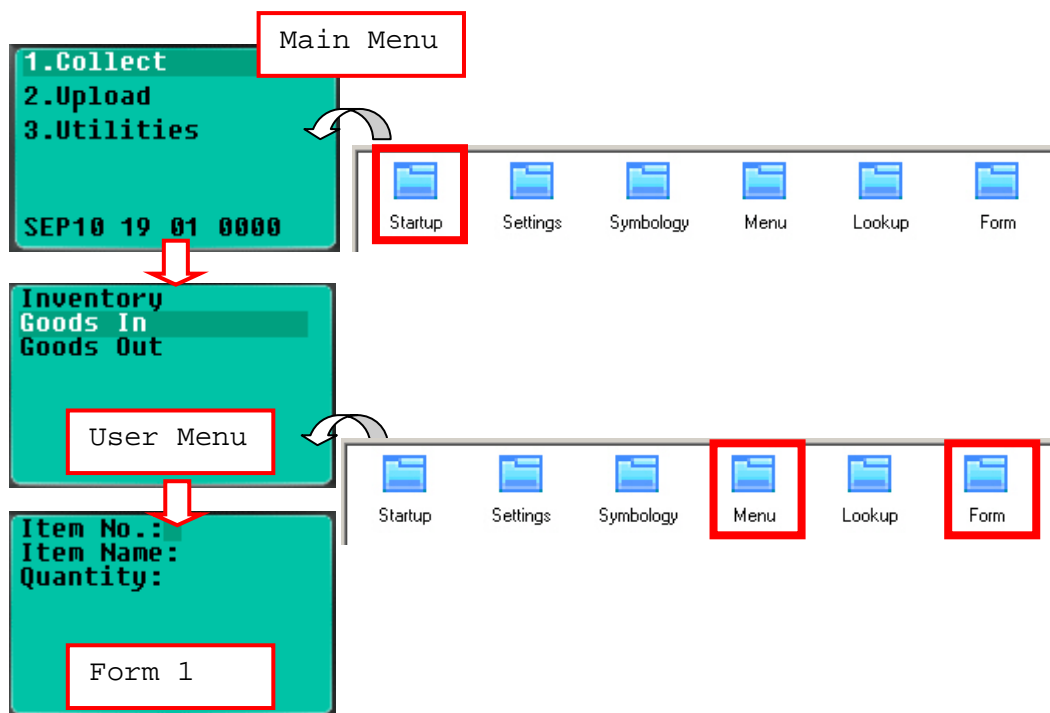 Main Menu
1.Collect
2.Upload
3.Utilities
SEP10 19 01 0000
Startup Settings Symbology Menu Lookup Form
Inventory
Goods In
Goods Out
User Menu
Startup Settings Symbology Menu Lookup Form
Item No.:
Item Name:
Quantity:
Form 1